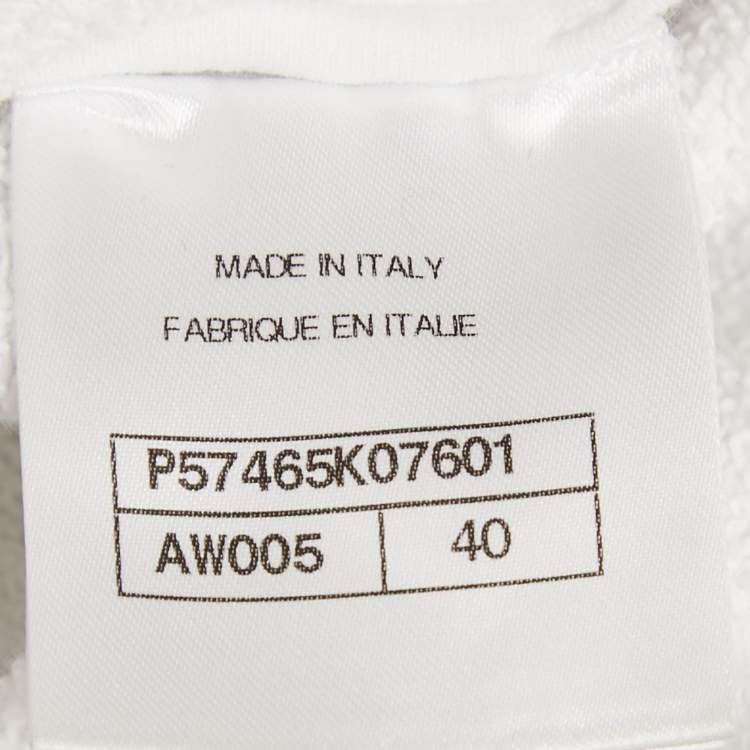 MADE IN ITALY
FABRIQUE EN ITALIE
P57465K07601
AW005 40